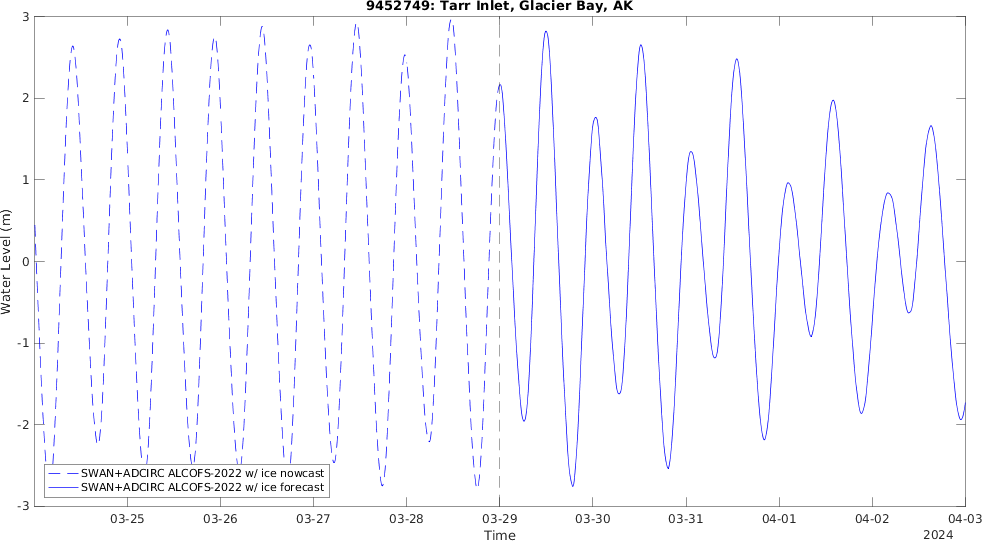 9452749: Tarr Inlet, Glacier Bay, AK
3
2
1
0
-1
-2
-3
Water Level (m)
SWAN+ADCIRC ALCOFS-2022 w/ ice nowcast
SWAN+ADCIRC ALCOFS-2022 w/ ice forecast
03-25 03-26 03-27 03-28 03-29 03-30 03-31 04-01 04-02 04-03
Time
2024